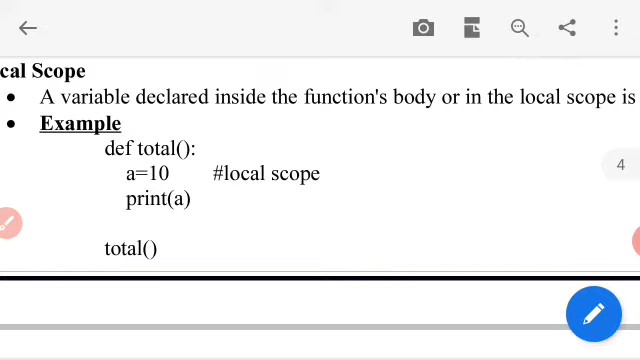 cal Scope
• A variable declared inside the function's body or in the local scope is
• Example
def total():
a=10 #local scope
print(a)
4
total()